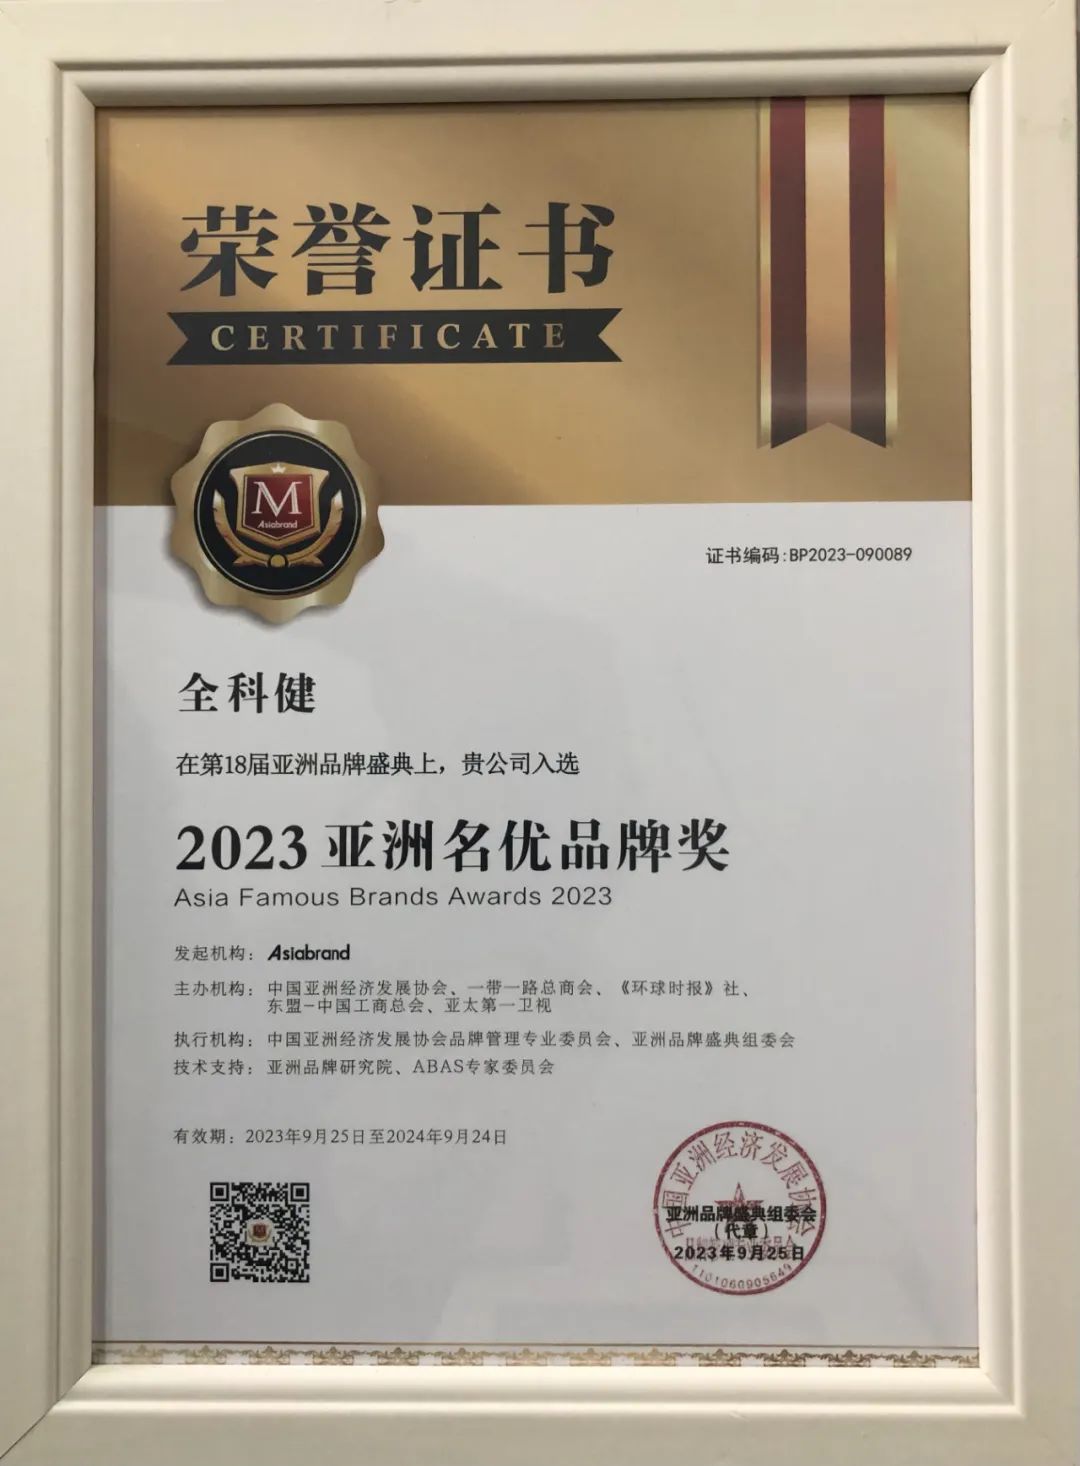 荣誉证书
CERTIFICATE
M
Asiabrand
证书编码:BP2023-090089
全科健
在第18届亚洲品牌盛典上，贵公司入选
2023亚洲名优品牌奖
Asia Famous Brands Awards 2023
发起机构：Asiabrand
主办机构：中国亚洲经济发展协会、一带一路总商会、《环球时报》社、
东盟-中国工商总会、亚太第一卫视
执行机构：中国亚洲经济发展协会品牌管理专业委员会、亚洲品牌盛典组委会
技术支持：亚洲品牌研究院、ABAS专家委员会
有效期：2023年9月25日至2024年9月24日
中国亚洲经济发展协会
亚洲品牌盛典组委会
（代章）
2023年9月25日
1101060905649